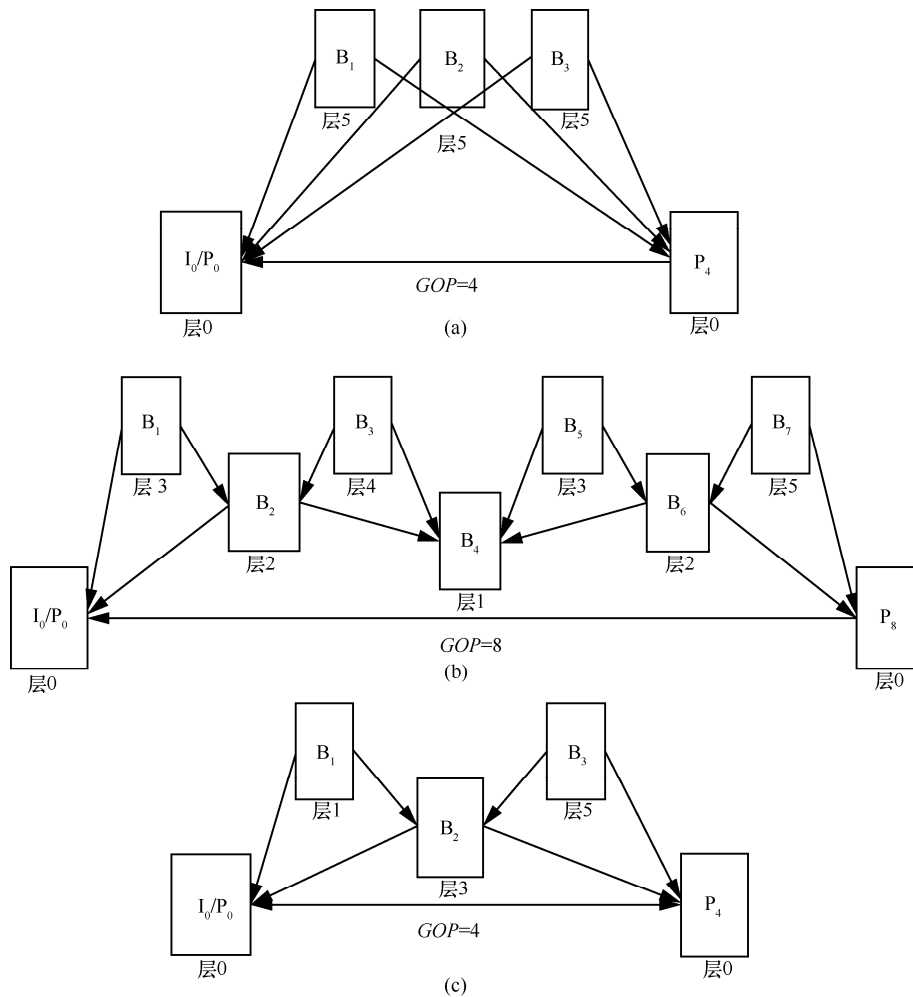 B₁ B₂ B₃
层5 层5 层5
I₀/P₀ P₄
GOP=4
层0 层0
(a)
B₁ B₃ B₅ B₇
层 3 层4 层3 层5
B₂ B₆
B₄
层2 层2
层1
I₀/P₀ P₈
GOP=8
层0 (b) 层0
B₁ B₃
层1 层5
B₂
层3
I₀/P₀ P₄
GOP=4
层0 层0
(c)